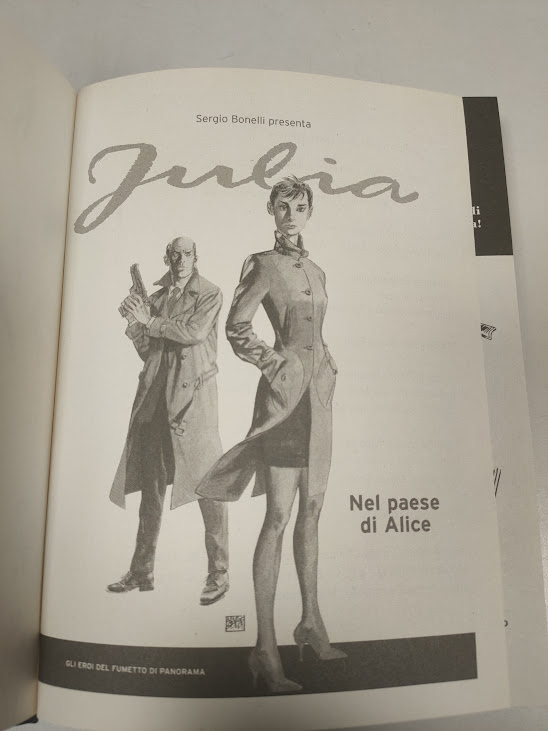 Sergio Bonelli presenta
Julia
Nel paese
di Alice
GLI EROI DEL FUMETTO DI PANORAMA